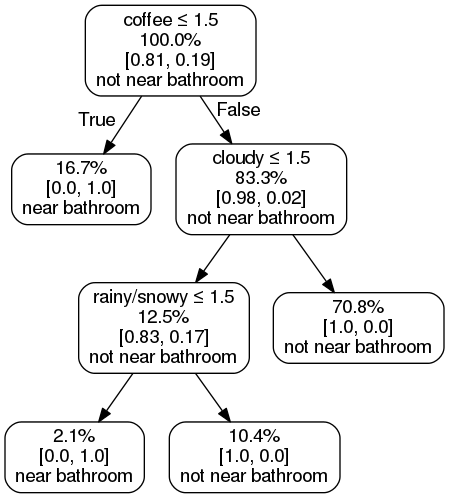 coffee ≤ 1.5
100.0%
[0.81, 0.19]
not near bathroom
True
False
16.7%
[0.0, 1.0]
near bathroom
cloudy ≤ 1.5
83.3%
[0.98, 0.02]
not near bathroom
rainy/snowy ≤ 1.5
12.5%
[0.83, 0.17]
not near bathroom
70.8%
[1.0, 0.0]
not near bathroom
2.1%
[0.0, 1.0]
near bathroom
10.4%
[1.0, 0.0]
not near bathroom